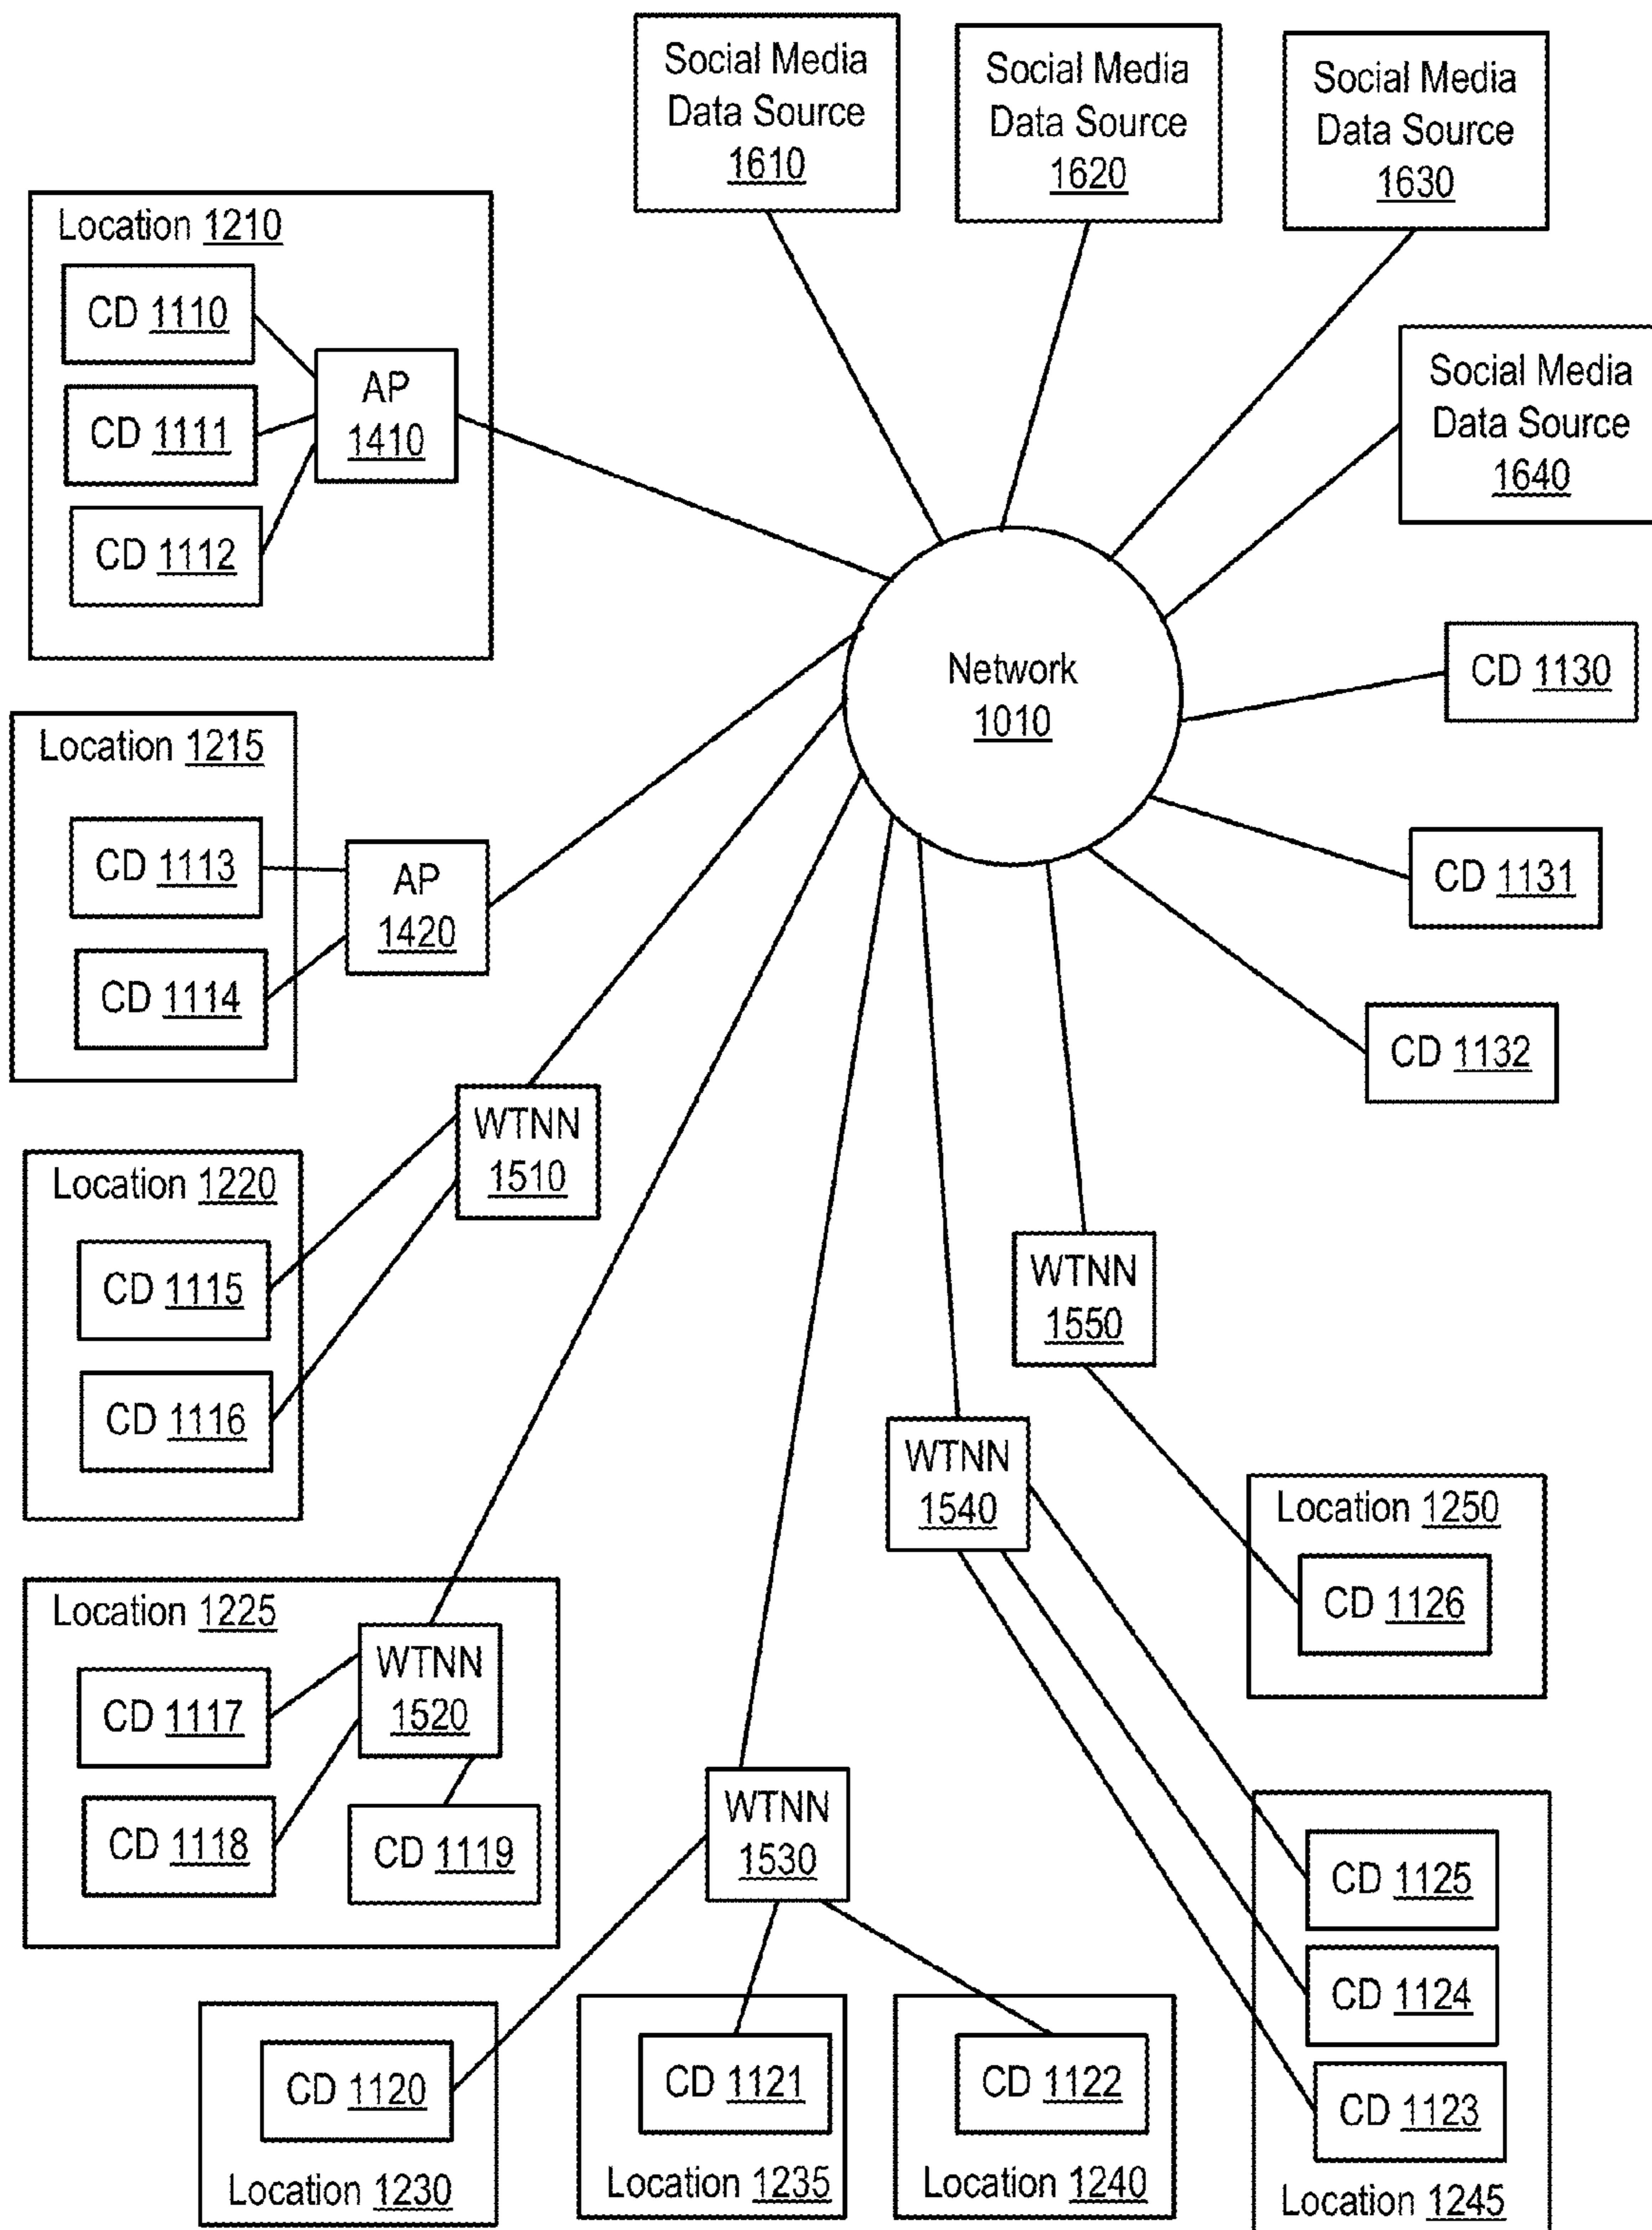 Social Media
Data Source
1610
Social Media
Data Source
1620
Social Media
Data Source
1630
Social Media
Data Source
1640
Location 1210
CD 1110
CD 1111
CD 1112
AP
1410
Network
1010
CD 1130
CD 1131
CD 1132
Location 1215
CD 1113
CD 1114
AP
1420
WTNN
1510
Location 1220
CD 1115
CD 1116
WTNN
1550
WTNN
1540
Location 1250
CD 1126
Location 1225
CD 1117
CD 1118
WTNN
1520
CD 1119
WTNN
1530
CD 1125
CD 1124
CD 1123
Location 1245
CD 1120
Location 1230
CD 1121
Location 1235
CD 1122
Location 1240